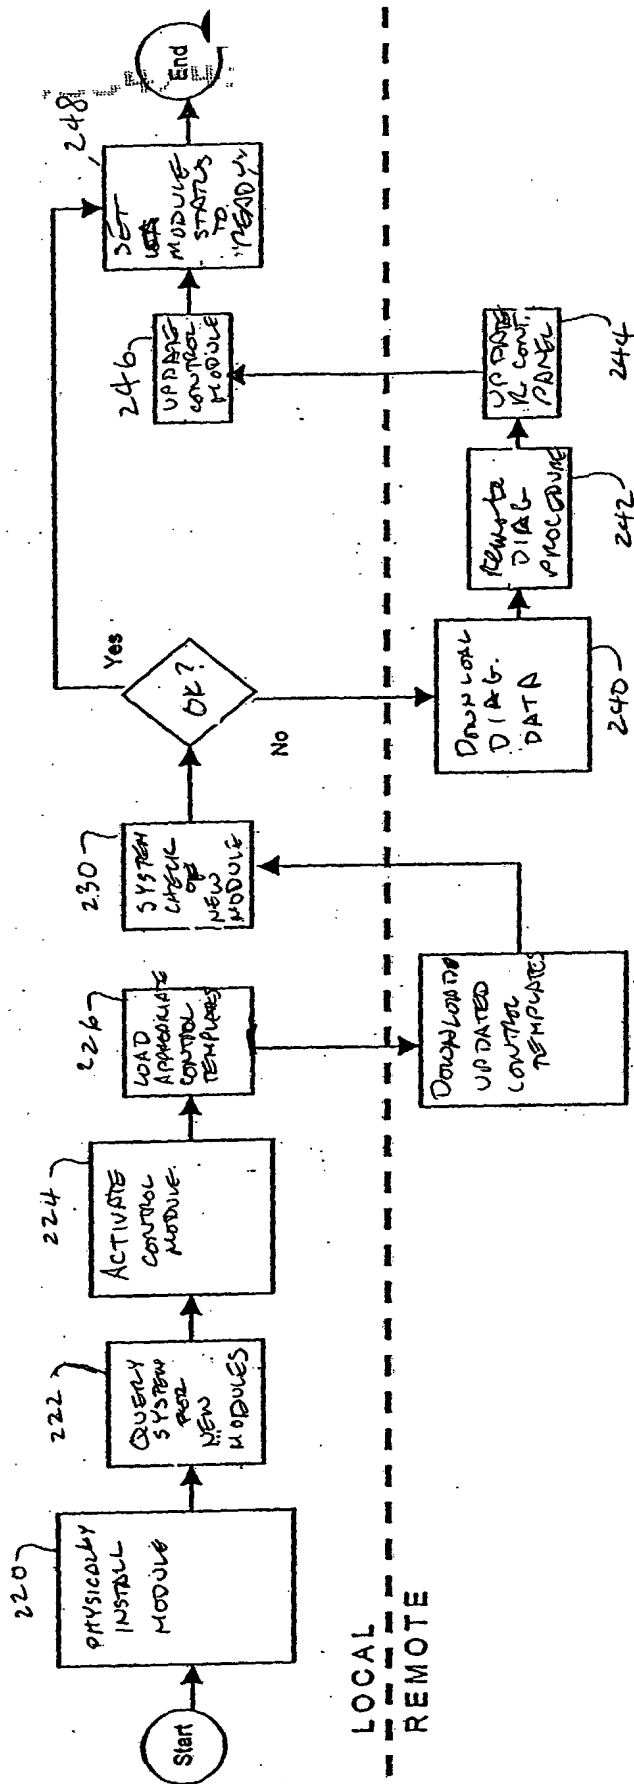 Start
220
PHYSICALLY
INSTALL
MODULE
222
QUERY
SYSTEM
FOR
NEW
MODULES
224
ACTIVATE
CONTROL
MODULE.
226
LOAD
APPROPRIATE
CONTROL
TEMPLATES
230
SYSTEM
CHECK
OF
NEW
MODULE
OK?
Yes
No
246
UPDATE
CONTROL
MODULE
248
SET
MODULE
STATUS
TO
"READY"
End
LOCAL
REMOTE
DOWNLOAD
UPDATED
CONTROL
TEMPLATES
DOWNLOAD
DIAG.
DATA
240
Remote
DIAG
PROCEDURE
242
UPDATE
R CONT.
PANEL
244